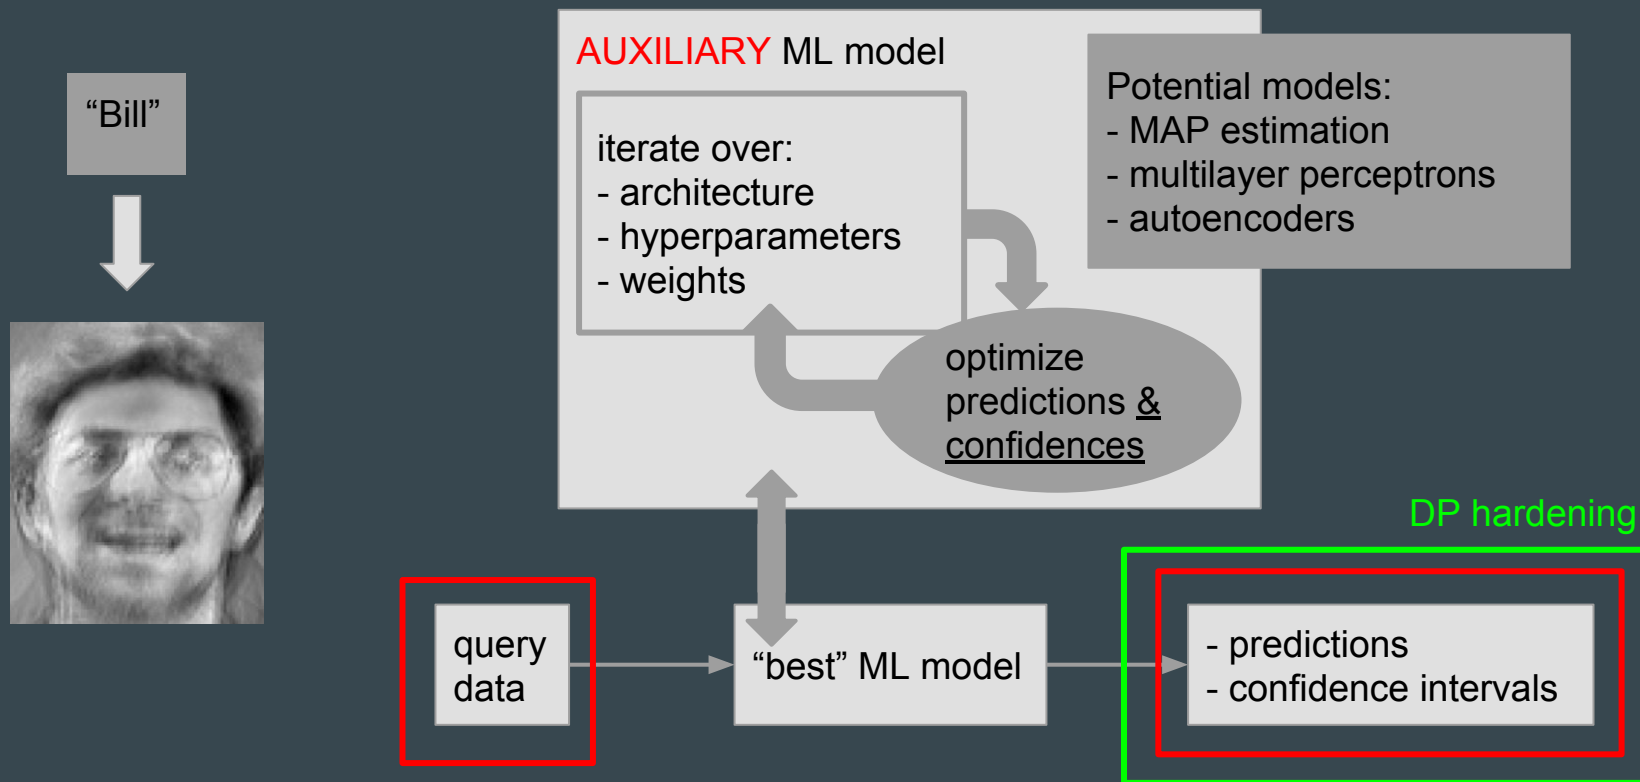 “Bill”
AUXILIARY ML model
iterate over:
- architecture
- hyperparameters
- weights
Potential models:
- MAP estimation
- multilayer perceptrons
- autoencoders
optimize
predictions &
confidences
DP hardening
query
data
“best” ML model
- predictions
- confidence intervals